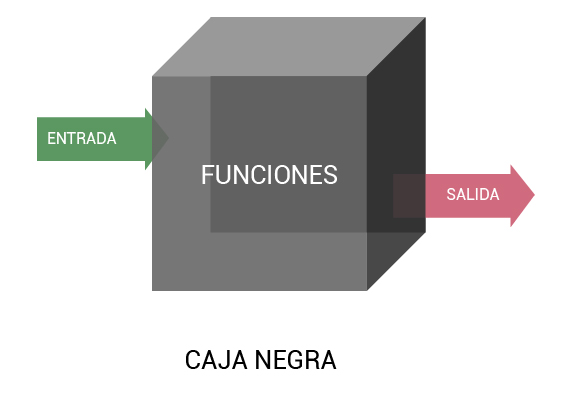 ENTRADA
FUNCIONES
SALIDA
CAJA NEGRA